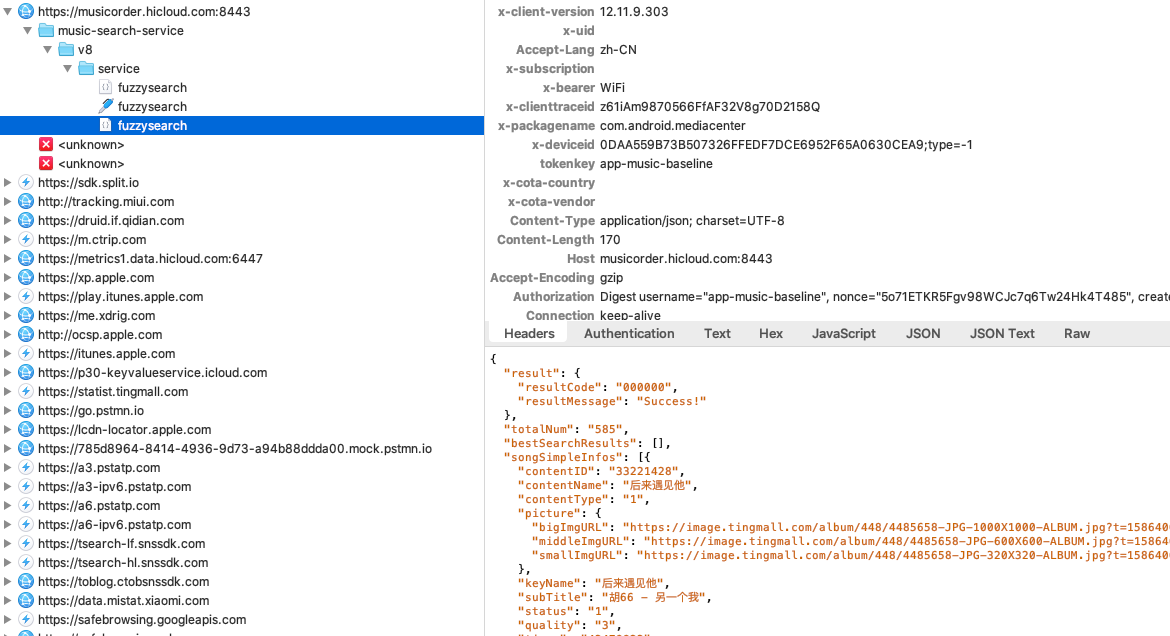 https://musicorder.hicloud.com:8443
music-search-service
v8
service
fuzzysearch
fuzzysearch
fuzzysearch
<unknown>
<unknown>
https://sdk.split.io
http://tracking.miui.com
https://druid.if.qidian.com
https://m.ctrip.com
https://metrics1.data.hicloud.com:6447
https://xp.apple.com
https://play.itunes.apple.com
https://me.xdrig.com
http://ocsp.apple.com
https://itunes.apple.com
https://p30-keyvalueservice.icloud.com
https://statist.tingmall.com
https://go.pstmn.io
https://lcdn-locator.apple.com
https://785d8964-8414-4936-9d73-a94b88ddda00.mock.pstmn.io
https://a3.pstatp.com
https://a3-ipv6.pstatp.com
https://a6.pstatp.com
https://a6-ipv6.pstatp.com
https://tsearch-lf.snssdk.com
https://tsearch-hl.snssdk.com
https://toblog.ctobsnssdk.com
https://data.mistat.xiaomi.com
https://safebrowsing.googleapis.com
x-client-version 12.11.9.303
x-uid
Accept-Lang zh-CN
x-subscription
x-bearer WiFi
x-clienttraceid z61iAm9870566FfAF32V8g70D2158Q
x-packagename com.android.mediacenter
x-deviceid 0DAA559B73B507326FFEDF7DCE6952F65A0630CEA9;type=-1
tokenkey app-music-baseline
x-cota-country
x-cota-vendor
Content-Type application/json; charset=UTF-8
Content-Length 170
Host musicorder.hicloud.com:8443
Accept-Encoding gzip
Authorization Digest username="app-music-baseline", nonce="5o71ETKR5Fgv98WCJc7q6Tw24Hk4T485", create
Connection keep-alive
Headers Authentication Text Hex JavaScript JSON JSON Text Raw
{
"result": {
"resultCode": "000000",
"resultMessage": "Success!"
},
"totalNum": "585",
"bestSearchResults": [],
"songSimpleInfos": [{
"contentID": "33221428",
"contentName": "后来遇见他",
"contentType": "1",
"picture": {
"bigImgURL": "https://image.tingmall.com/album/448/4485658-JPG-1000X1000-ALBUM.jpg?t=158640
"middleImgURL": "https://image.tingmall.com/album/448/4485658-JPG-600X600-ALBUM.jpg?t=15864
"smallImgURL": "https://image.tingmall.com/album/448/4485658-JPG-320X320-ALBUM.jpg?t=158640
},
"keyName": "后来遇见他",
"subTitle": "胡66 - 另一个我",
"status": "1",
"quality": "3",